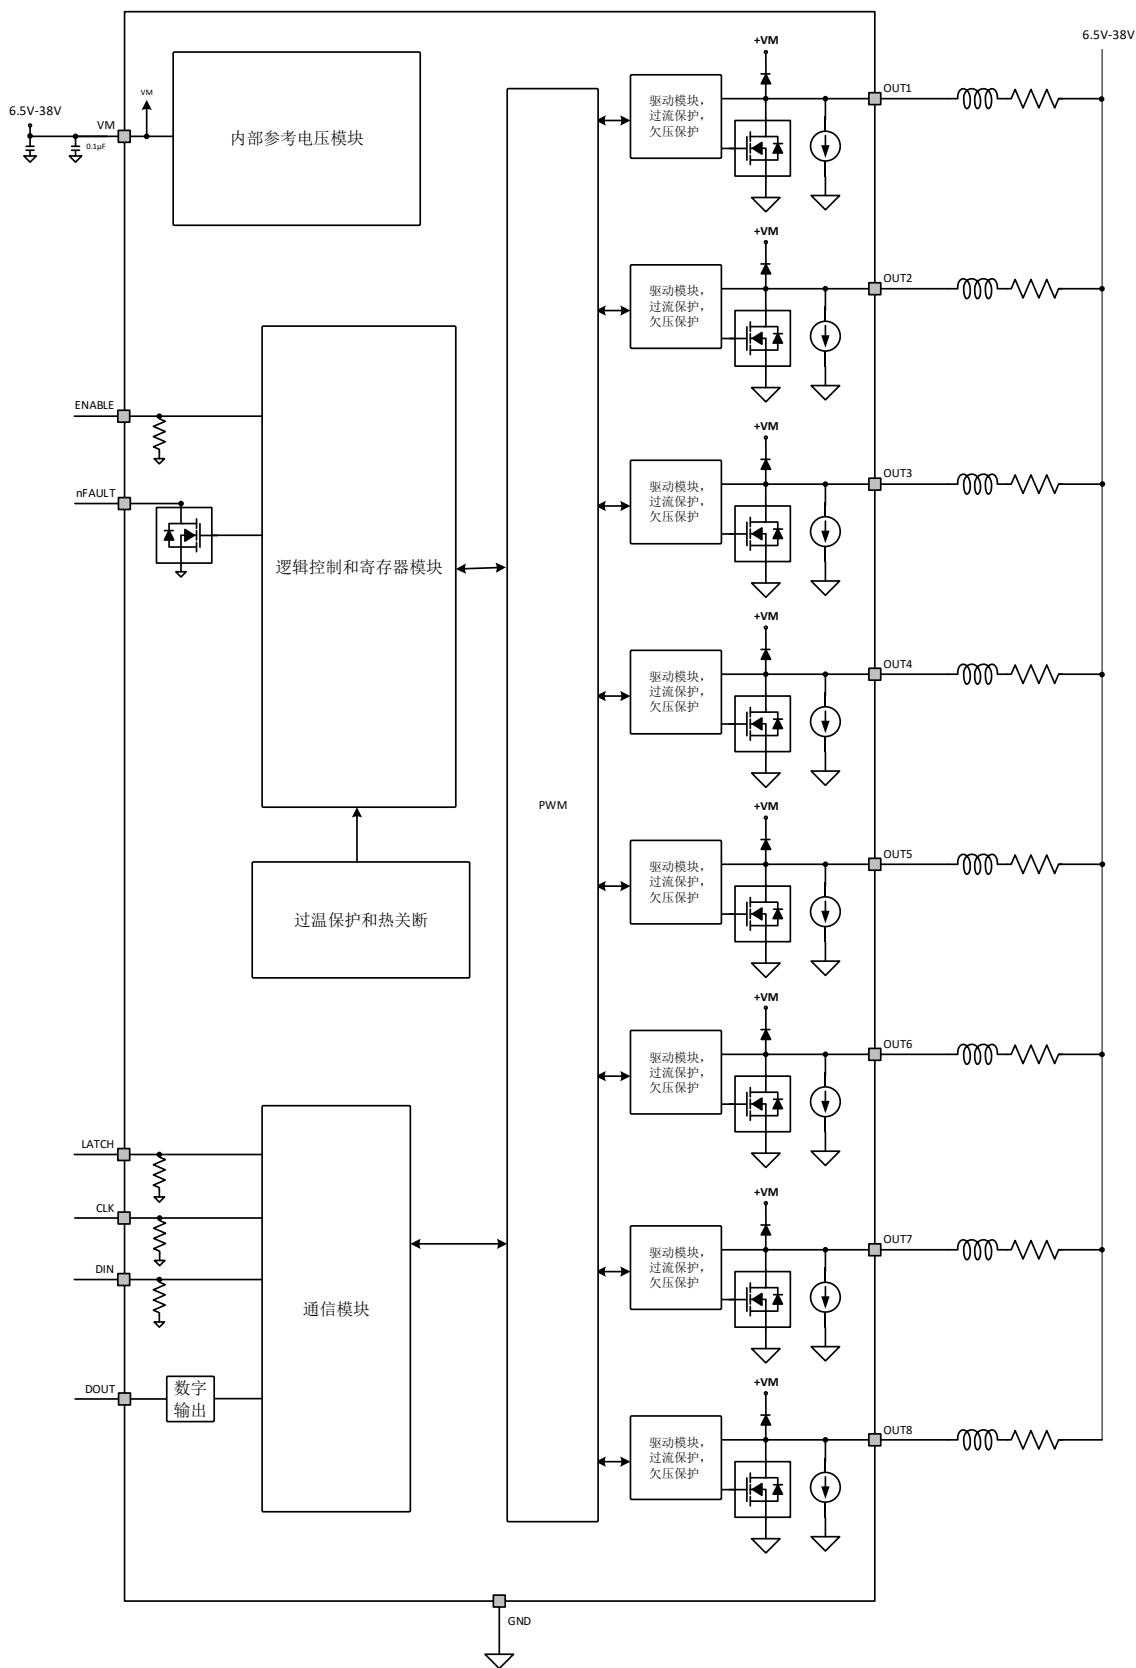 6.5V-38V
VM
VM
0.1μF
内部参考电压模块
ENABLE
nFAULT
逻辑控制和寄存器模块
过温保护和热关断
LATCH
CLK
DIN
DOUT
数字
输出
通信模块
PWM
GND
+VM
驱动模块，
过流保护，
欠压保护
OUT1
+VM
驱动模块，
过流保护，
欠压保护
OUT2
+VM
驱动模块，
过流保护，
欠压保护
OUT3
+VM
驱动模块，
过流保护，
欠压保护
OUT4
+VM
驱动模块，
过流保护，
欠压保护
OUT5
+VM
驱动模块，
过流保护，
欠压保护
OUT6
+VM
驱动模块，
过流保护，
欠压保护
OUT7
+VM
驱动模块，
过流保护，
欠压保护
OUT8
6.5V-38V